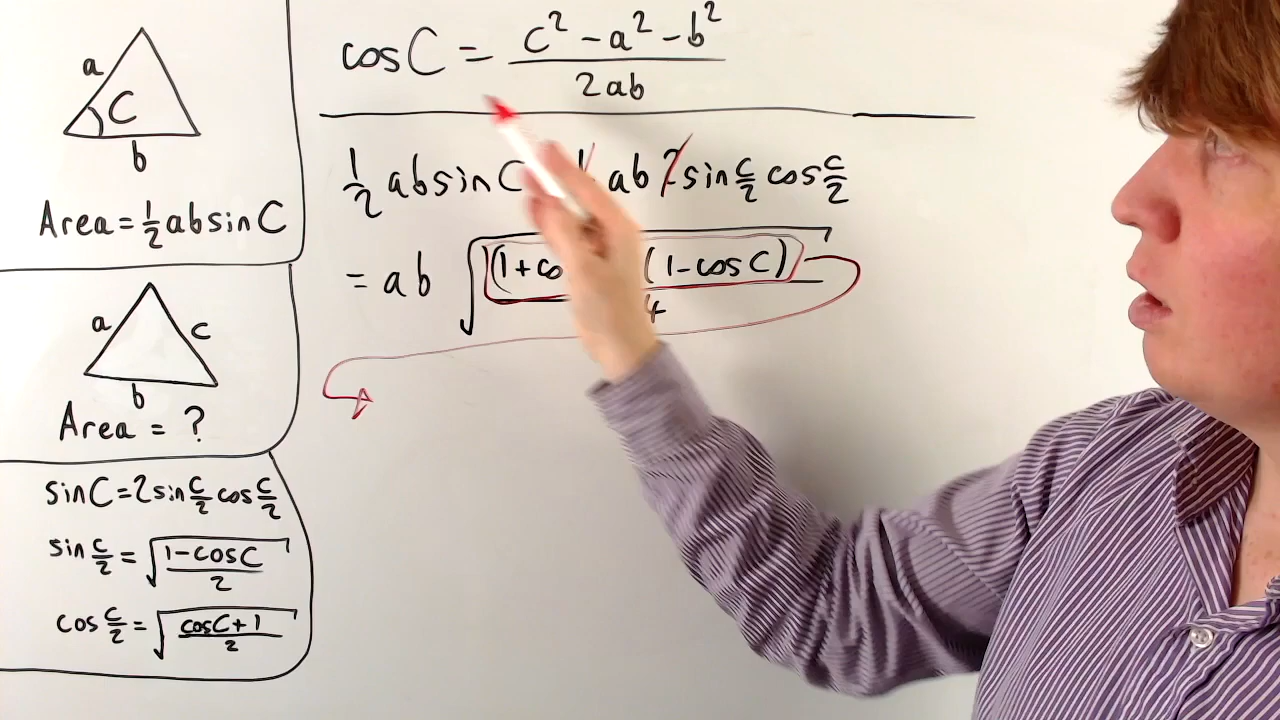 a
C
b
Area = ½ab sin C
a
c
b
Area = ?
sin C = 2 sin C/2 cos C/2
sin C/2 = √((1 - cos C)/2)
cos C/2 = √((cos C + 1)/2)
cos C = (c² - a² - b²)/(2ab)
½ ab sin C ab 2 sin C/2 cos C/2
= ab √((1 + co (1 - cos C))/4)